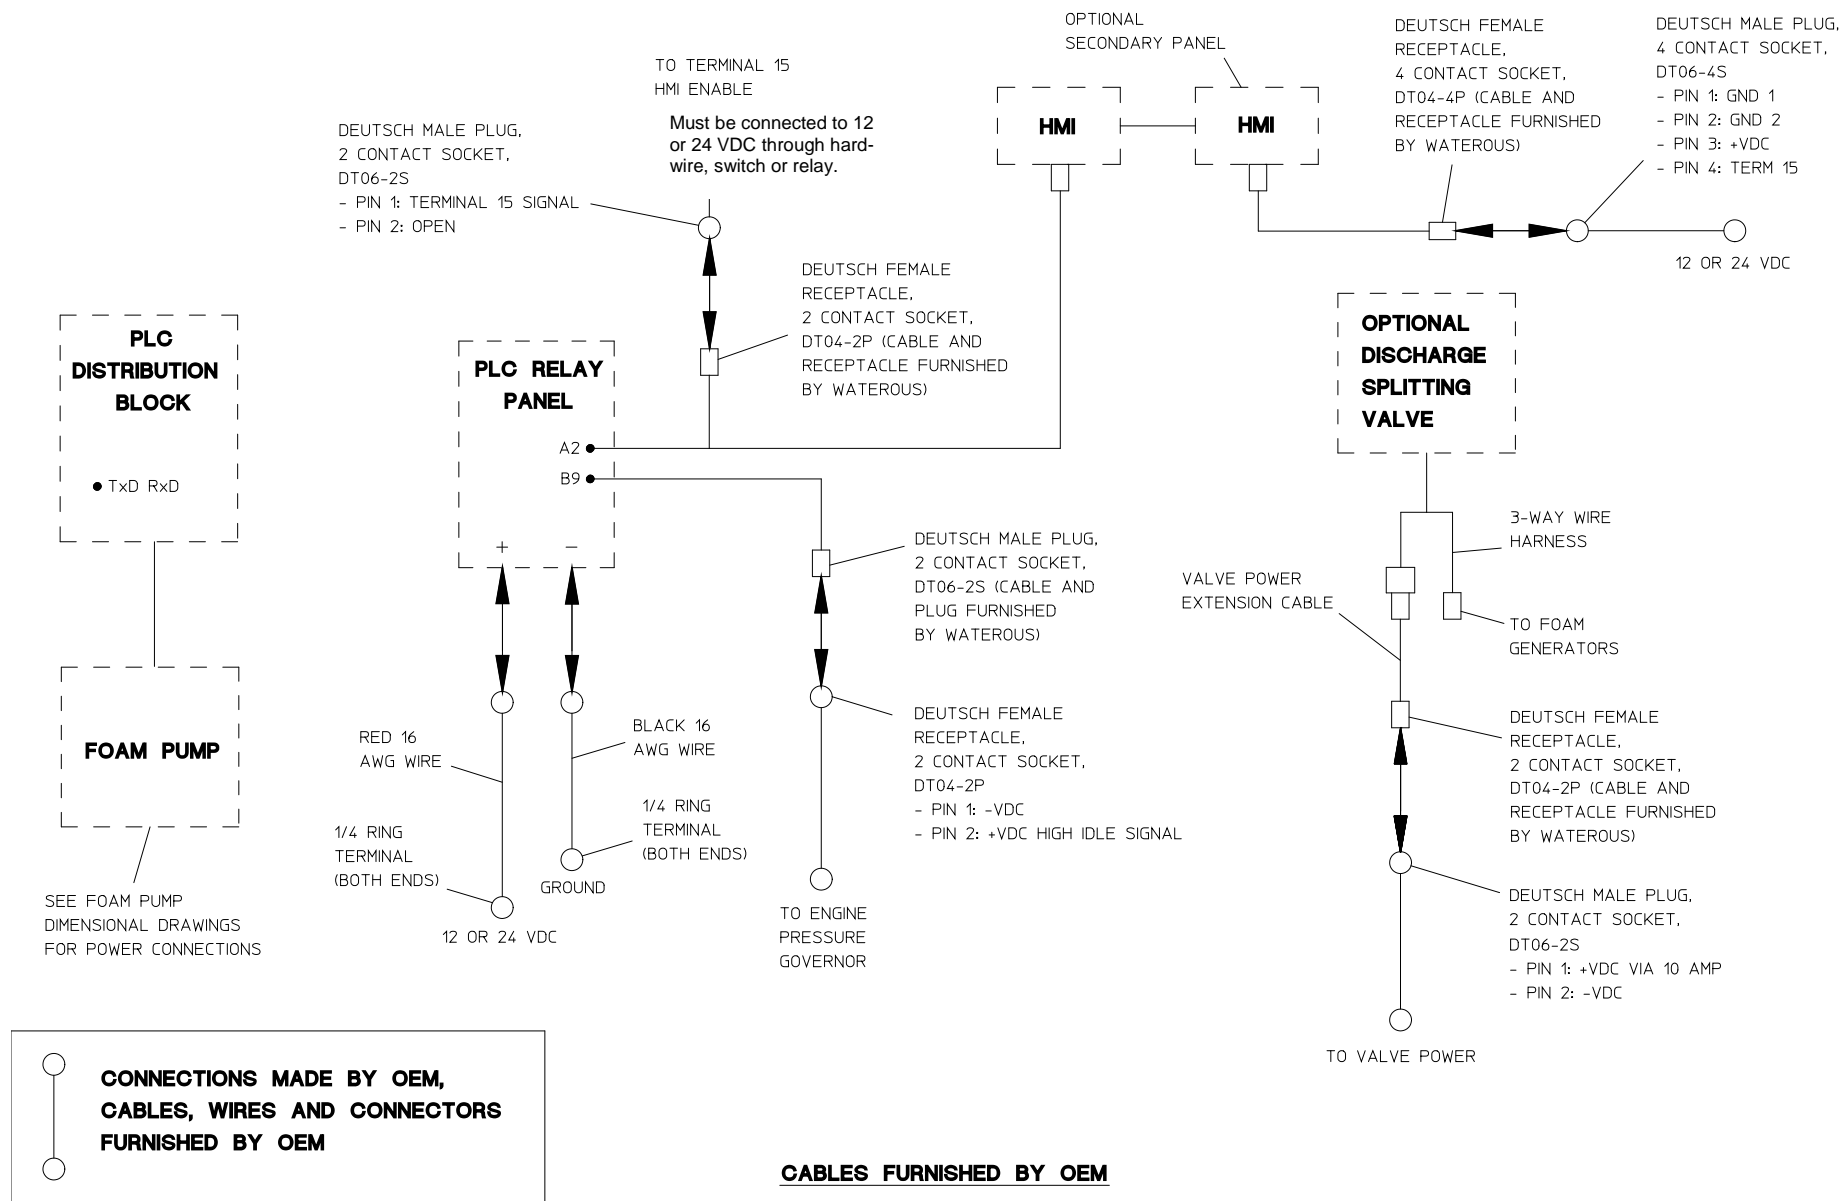 OPTIONAL
SECONDARY PANEL
DEUTSCH FEMALE
RECEPTACLE,
4 CONTACT SOCKET,
DT04-4P (CABLE AND
RECEPTACLE FURNISHED
BY WATEROUS)
DEUTSCH MALE PLUG,
4 CONTACT SOCKET,
DT06-4S
- PIN 1: GND 1
- PIN 2: GND 2
- PIN 3: +VDC
- PIN 4: TERM 15
TO TERMINAL 15
HMI ENABLE
Must be connected to 12
or 24 VDC through hard-
wire, switch or relay.
HMI
HMI
DEUTSCH MALE PLUG,
2 CONTACT SOCKET,
DT06-2S
- PIN 1: TERMINAL 15 SIGNAL
- PIN 2: OPEN
12 OR 24 VDC
DEUTSCH FEMALE
RECEPTACLE,
2 CONTACT SOCKET,
DT04-2P (CABLE AND
RECEPTACLE FURNISHED
BY WATEROUS)
PLC
DISTRIBUTION
BLOCK
TxD RxD
PLC RELAY
PANEL
A2
B9
+
-
OPTIONAL
DISCHARGE
SPLITTING
VALVE
3-WAY WIRE
HARNESS
VALVE POWER
EXTENSION CABLE
TO FOAM
GENERATORS
DEUTSCH MALE PLUG,
2 CONTACT SOCKET,
DT06-2S (CABLE AND
PLUG FURNISHED
BY WATEROUS)
FOAM PUMP
RED 16
AWG WIRE
BLACK 16
AWG WIRE
DEUTSCH FEMALE
RECEPTACLE,
2 CONTACT SOCKET,
DT04-2P
- PIN 1: -VDC
- PIN 2: +VDC HIGH IDLE SIGNAL
DEUTSCH FEMALE
RECEPTACLE,
2 CONTACT SOCKET,
DT04-2P (CABLE AND
RECEPTACLE FURNISHED
BY WATEROUS)
1/4 RING
TERMINAL
(BOTH ENDS)
1/4 RING
TERMINAL
(BOTH ENDS)
GROUND
12 OR 24 VDC
SEE FOAM PUMP
DIMENSIONAL DRAWINGS
FOR POWER CONNECTIONS
TO ENGINE
PRESSURE
GOVERNOR
DEUTSCH MALE PLUG,
2 CONTACT SOCKET,
DT06-2S
- PIN 1: +VDC VIA 10 AMP
- PIN 2: -VDC
TO VALVE POWER
CONNECTIONS MADE BY OEM,
CABLES, WIRES AND CONNECTORS
FURNISHED BY OEM
CABLES FURNISHED BY OEM